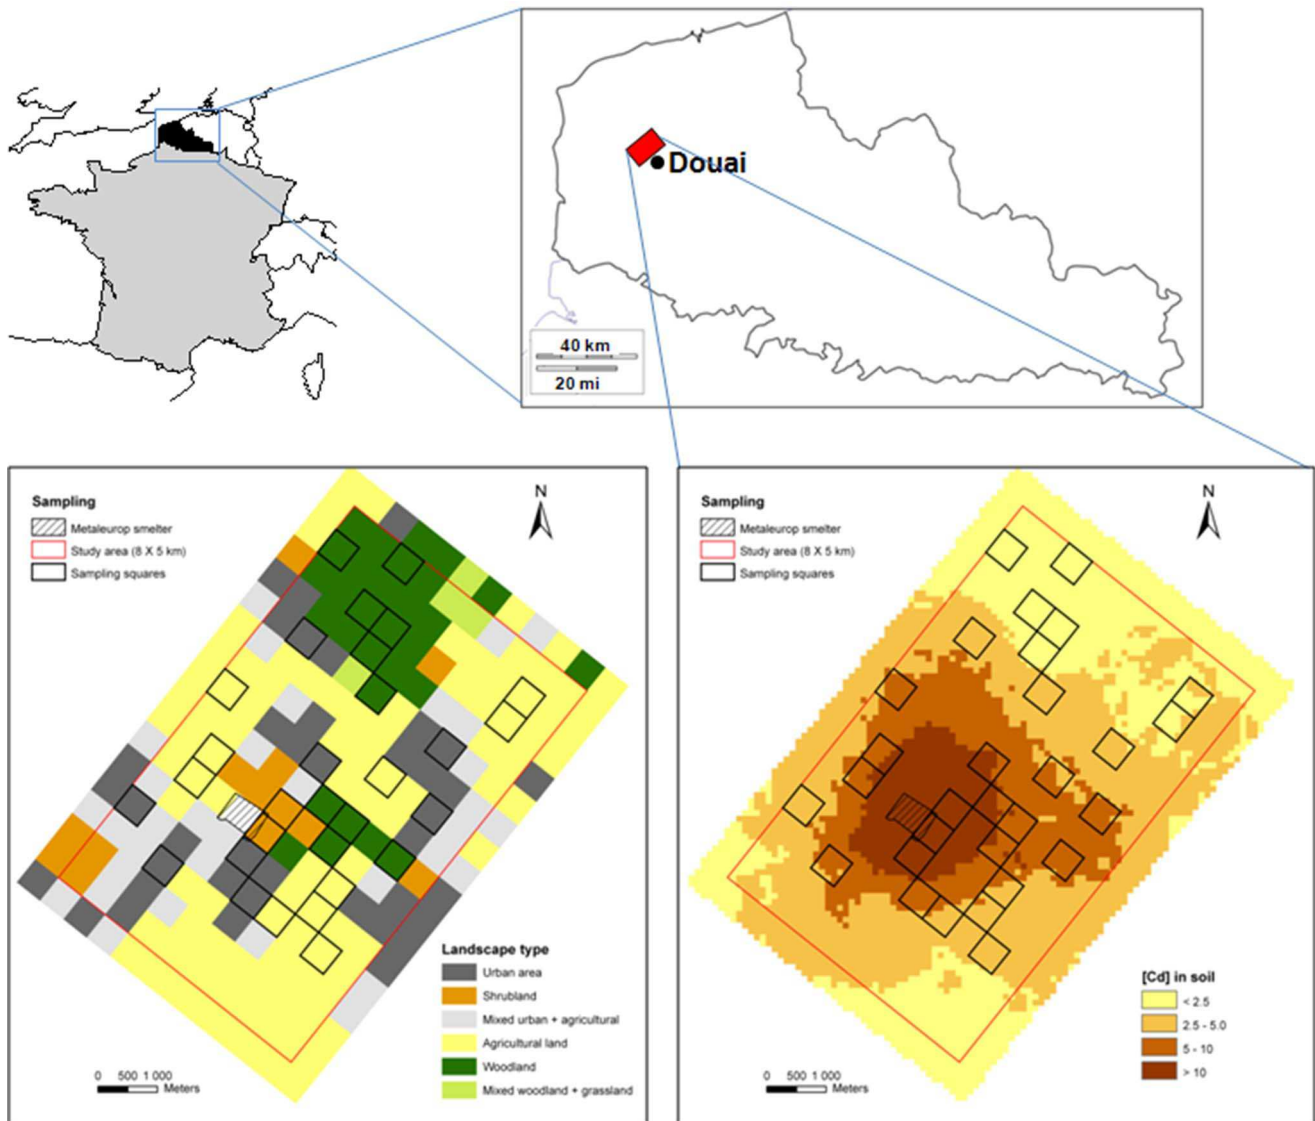 Douai
40 km
20 mi
Sampling
Metaleurop smelter
Study area (8 X 5 km)
Sampling squares
N
Landscape type
Urban area
Shrubland
Mixed urban + agricultural
Agricultural land
Woodland
Mixed woodland + grassland
0 500 1 000
Meters
Sampling
Metaleurop smelter
Study area (8 X 5 km)
Sampling squares
N
[Cd] in soil
< 2.5
2.5 - 5.0
5 - 10
> 10
0 500 1 000
Meters